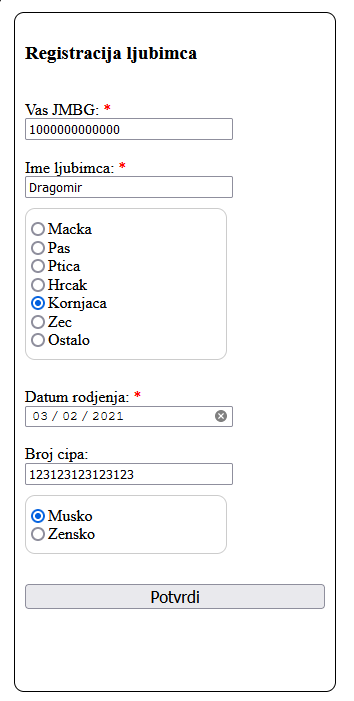 Registracija ljubimca
Vas JMBG: *
1000000000000
Ime ljubimca: *
Dragomir
Macka
Pas
Ptica
Hrcak
Kornjaca
Zec
Ostalo
Datum rodjenja: *
03 / 02 / 2021
Broj cipa:
123123123123123
Musko
Zensko
Potvrdi